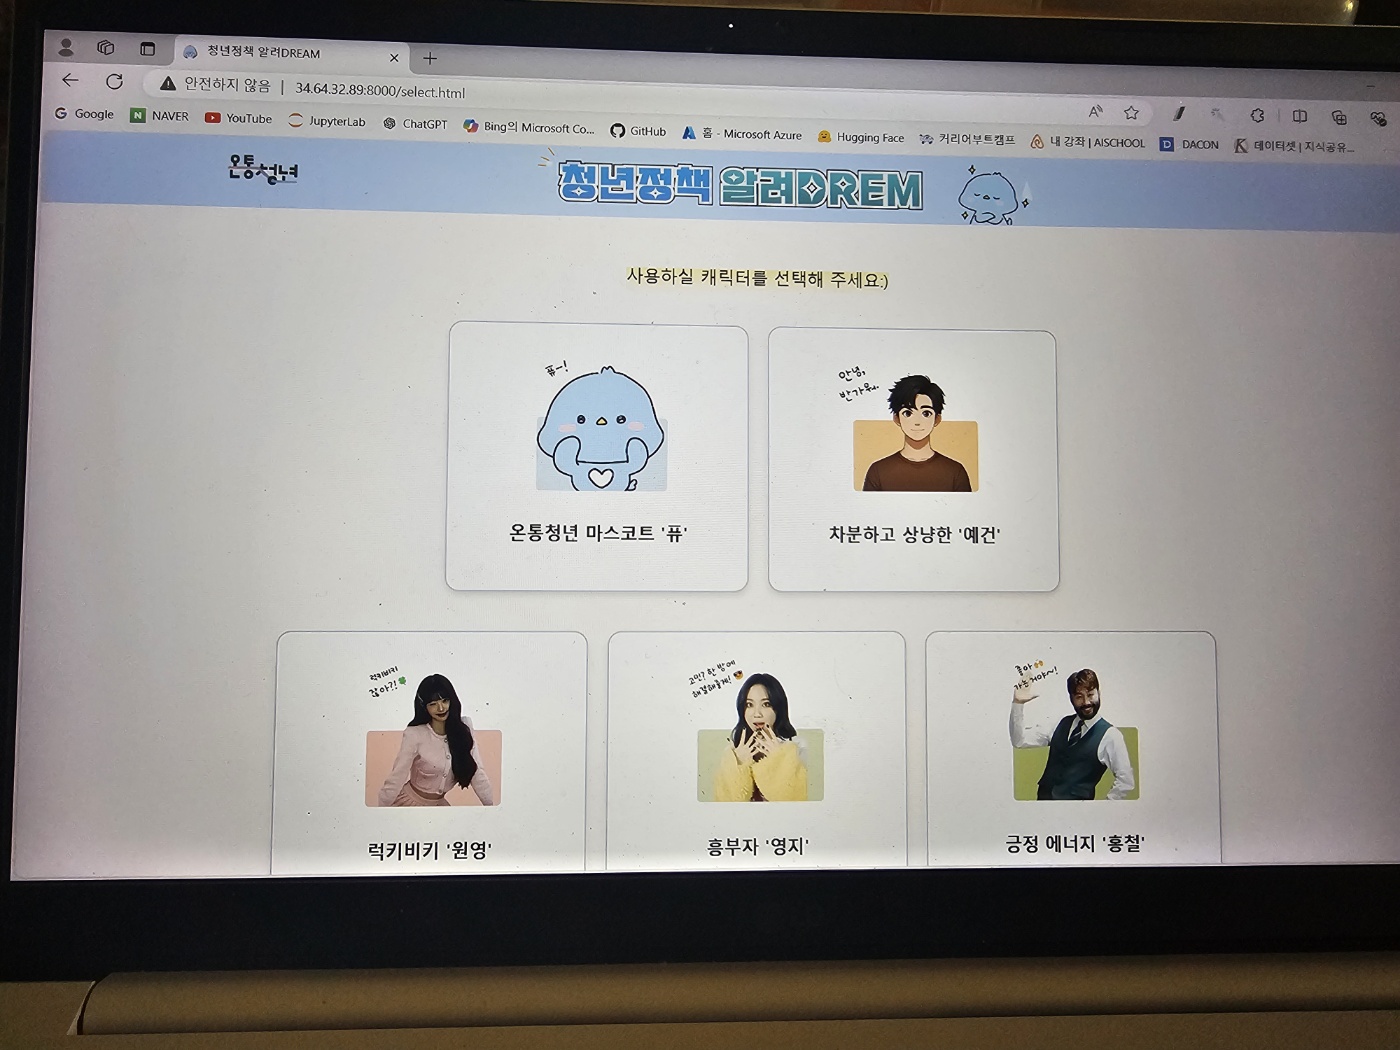 청년정책 알려DREAM
안전하지 않음 | 34.64.32.89:8000/select.html
Google NAVER YouTube JupyterLab ChatGPT Bing의 Microsoft Co... GitHub 홈 - Microsoft Azure Hugging Face 커리어부트캠프 내 강좌 | AISCHOOL DACON 데이터셋 | 지식공유...
온통청년
청년정책 알려DREM
사용하실 캐릭터를 선택해 주세요:)
퓨~!
온통청년 마스코트 '퓨'
안녕,
반가워.
차분하고 상냥한 '예건'
럭키비키
잖아?!
럭키비키 '원영'
고민? 한 방에
해결해줄게!
흥부자 '영지'
좋아
가는거야~!
긍정 에너지 '홍철'